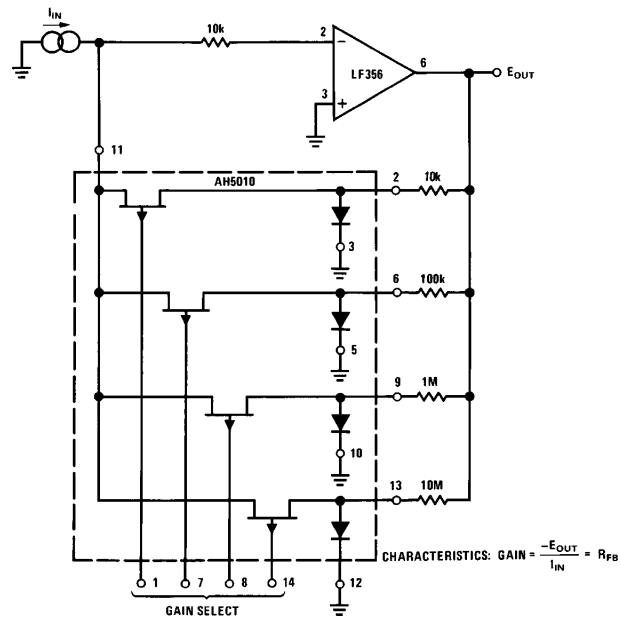 I_IN
10k
2
−
LF356
6
E_OUT
3
+
11
AH5010
2
10k
3
6
100k
5
9
1M
10
13
10M
CHARACTERISTICS: GAIN = −E_OUT / I_IN = R_FB
1
7
8
14
12
GAIN SELECT